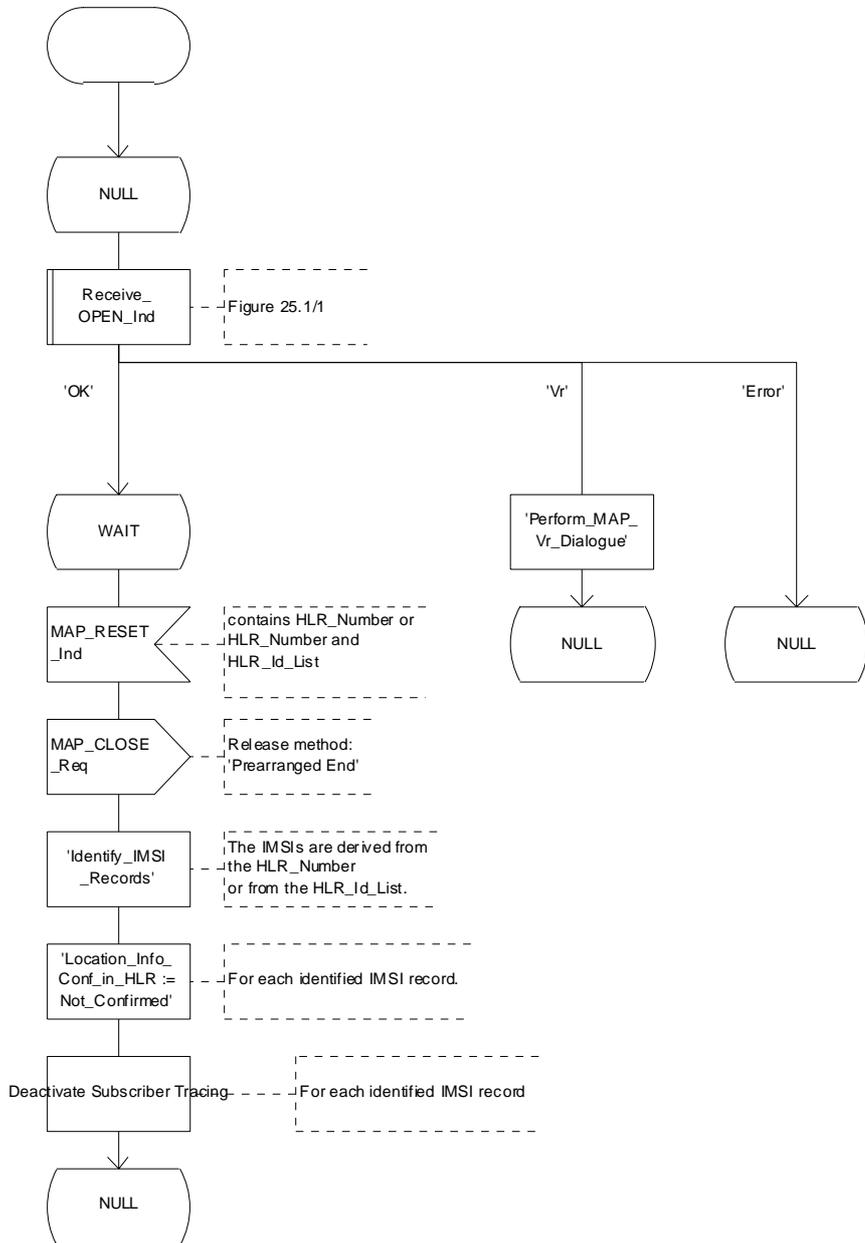 NULL
Receive_
OPEN_Ind
Figure 25.1/1
'OK'
'Vr'
'Error'
WAIT
'Perform_MAP_
Vr_Dialogue'
MAP_RESET
_Ind
contains HLR_Number or
HLR_Number and
HLR_Id_List
NULL
NULL
MAP_CLOSE
_Req
Release method:
'Prearranged End'
'Identify_IMSI
_Records'
The IMSIs are derived from
the HLR_Number
or from the HLR_Id_List.
'Location_Info_
Conf_in_HLR :=
Not_Confirmed'
For each identified IMSI record.
Deactivate Subscriber Tracing
For each identified IMSI record
NULL